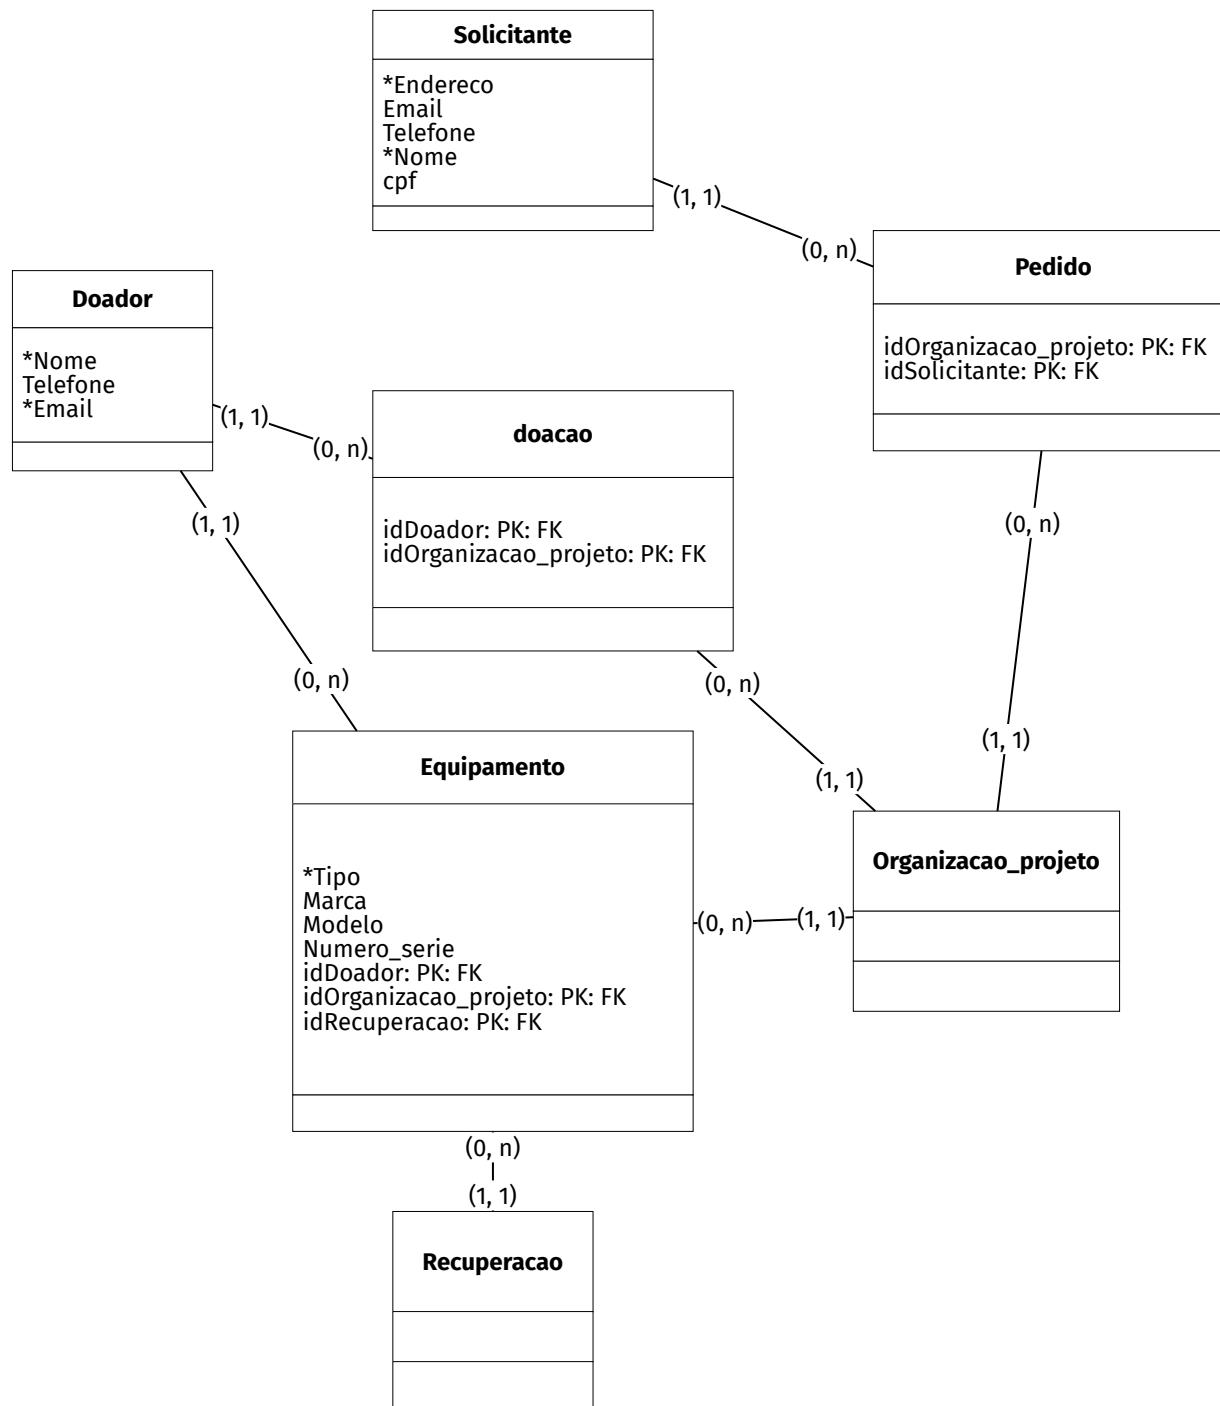 Solicitante
*Endereco
Email
Telefone
*Nome
cpf
(1, 1)
(0, n)
Pedido
idOrganizacao_projeto: PK: FK
idSolicitante: PK: FK
Doador
*Nome
Telefone
*Email
(1, 1)
(0, n)
doacao
idDoador: PK: FK
idOrganizacao_projeto: PK: FK
(1, 1)
(0, n)
(0, n)
(0, n)
(1, 1)
(1, 1)
Equipamento
*Tipo
Marca
Modelo
Numero_serie
idDoador: PK: FK
idOrganizacao_projeto: PK: FK
idRecuperacao: PK: FK
Organizacao_projeto
(0, n)
(1, 1)
(0, n)
(1, 1)
Recuperacao